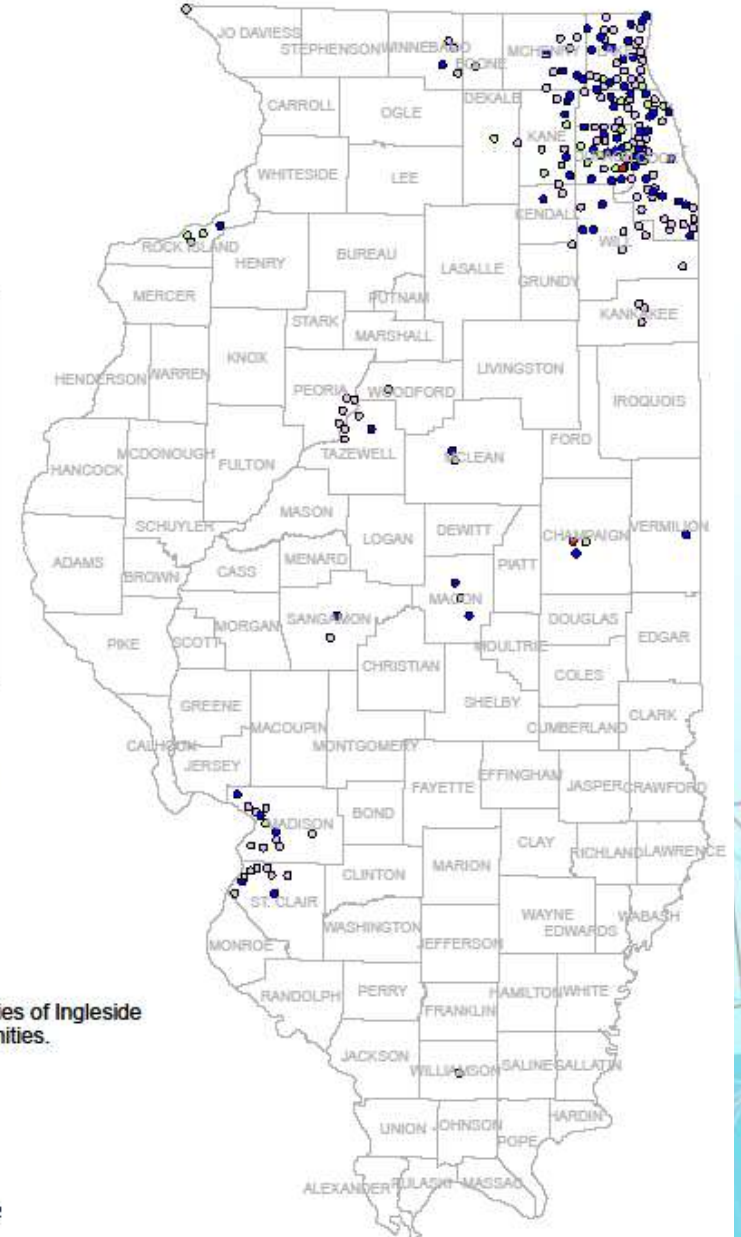 JO DAVIESS
STEPHENSON
WINNEBAGO
BOONE
MCHENRY
LAKE
CARROLL
OGLE
DEKALB
KANE
COOK
WHITESIDE
LEE
KENDALL
WILL
ROCK ISLAND
HENRY
BUREAU
LASALLE
GRUNDY
MERCER
PUTNAM
KANKAKEE
STARK
MARSHALL
KNOX
HENDERSON
WARREN
PEORIA
WOODFORD
LIVINGSTON
IROQUOIS
MCDONOUGH
HANCOCK
FULTON
TAZEWELL
MCLEAN
FORD
MASON
SCHUYLER
LOGAN
DEWITT
CHAMPAIGN
VERMILION
ADAMS
BROWN
CASS
MENARD
PIATT
MACON
PIKE
SCOTT
MORGAN
SANGAMON
DOUGLAS
EDGAR
MOULTRIE
CHRISTIAN
COLES
GREENE
SHELBY
CALHOUN
MACOUPIN
MONTGOMERY
CUMBERLAND
CLARK
JERSEY
FAYETTE
EFFINGHAM
JASPER
CRAWFORD
MADISON
BOND
CLAY
RICHLAND
LAWRENCE
CLINTON
MARION
ST. CLAIR
WAYNE
EDWARDS
WABASH
WASHINGTON
MONROE
JEFFERSON
RANDOLPH
PERRY
HAMILTON
WHITE
FRANKLIN
ies of Ingleside
nities.
JACKSON
WILLIAMSON
SALINE
GALLATIN
UNION
JOHNSON
POPE
HARDIN
ALEXANDER
PULASKI
MASSAC